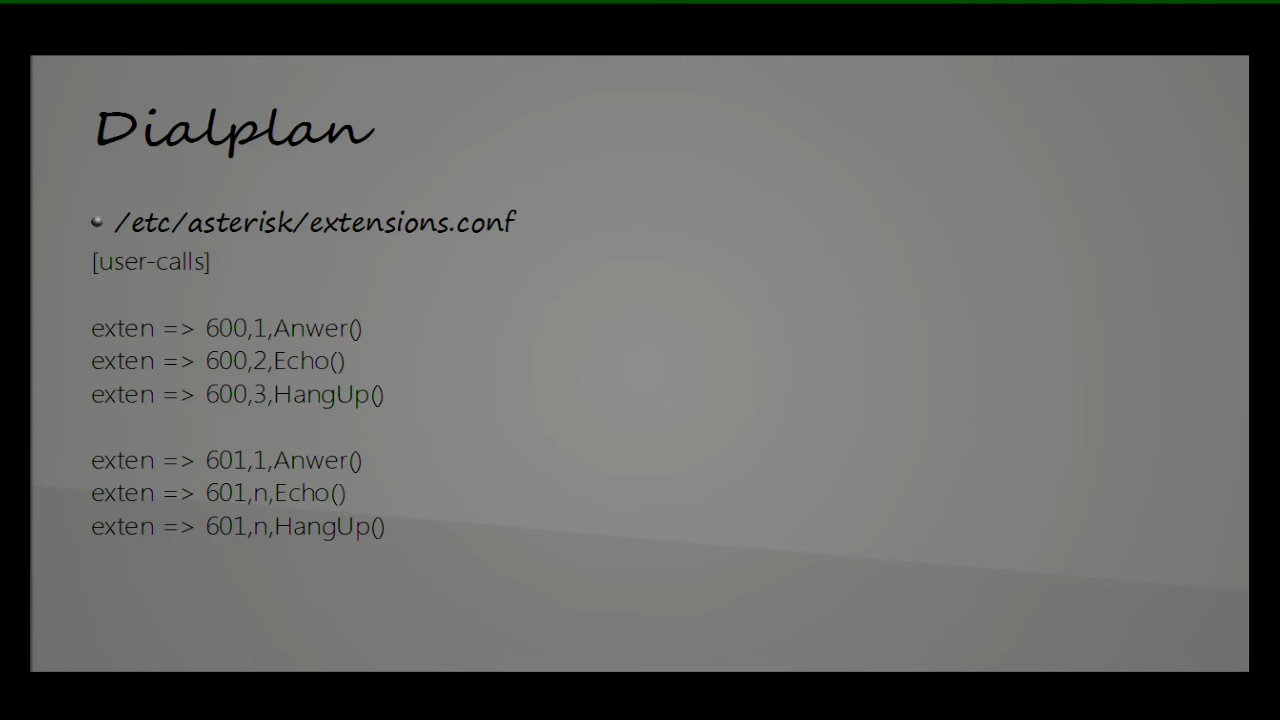 Dialplan
/etc/asterisk/extensions.conf
[user-calls]
exten => 600,1,Anwer()
exten => 600,2,Echo()
exten => 600,3,HangUp()
exten => 601,1,Anwer()
exten => 601,n,Echo()
exten => 601,n,HangUp()